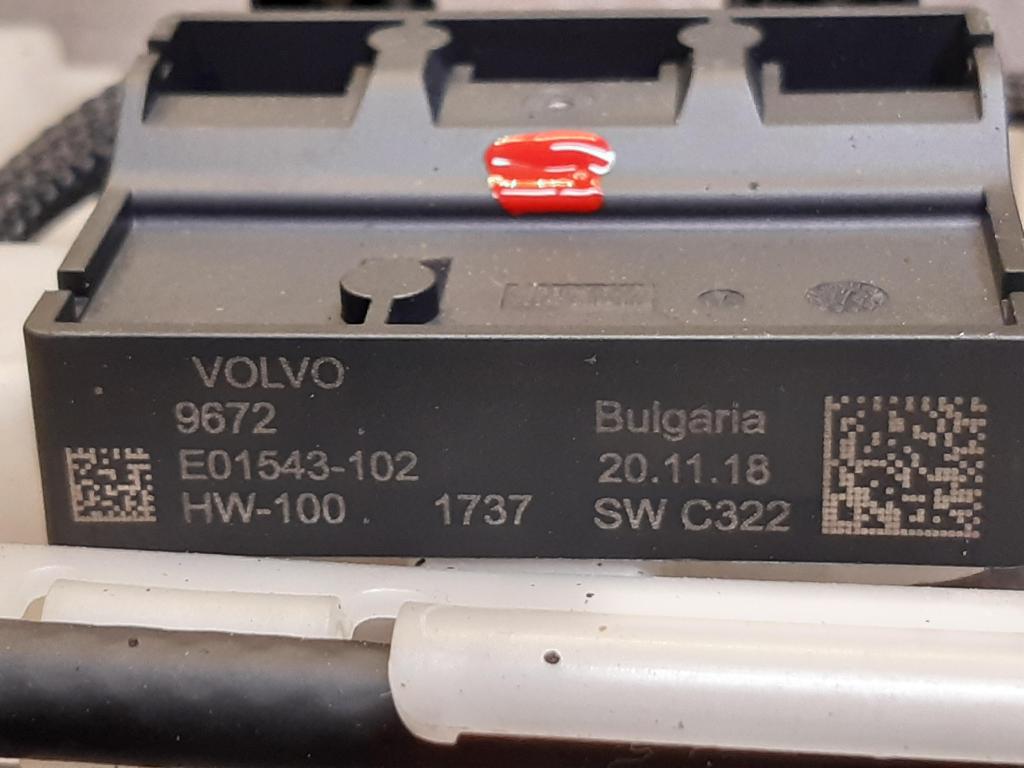 VOLVO
9672
E01543-102
HW-100 1737
Bulgaria
20.11.18
SW C322